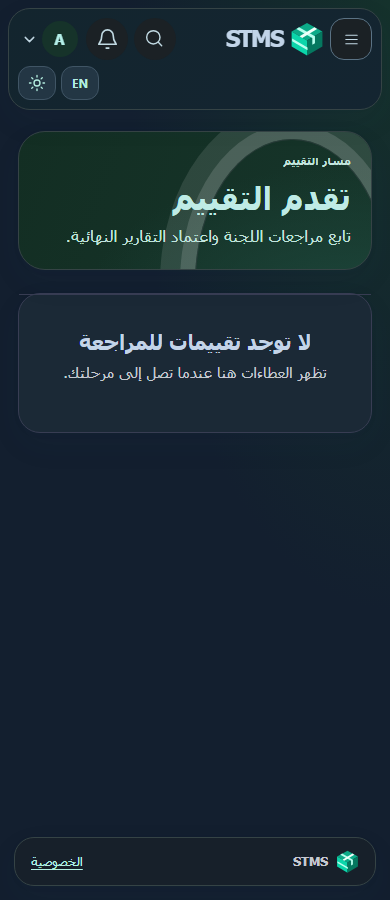 STMS
A
EN
مسار التقييم
تقدم التقييم
تابع مراجعات اللجنة واعتماد التقارير النهائية.
لا توجد تقييمات للمراجعة
تظهر العطاءات هنا عندما تصل إلى مرحلتك.
STMS
الخصوصية